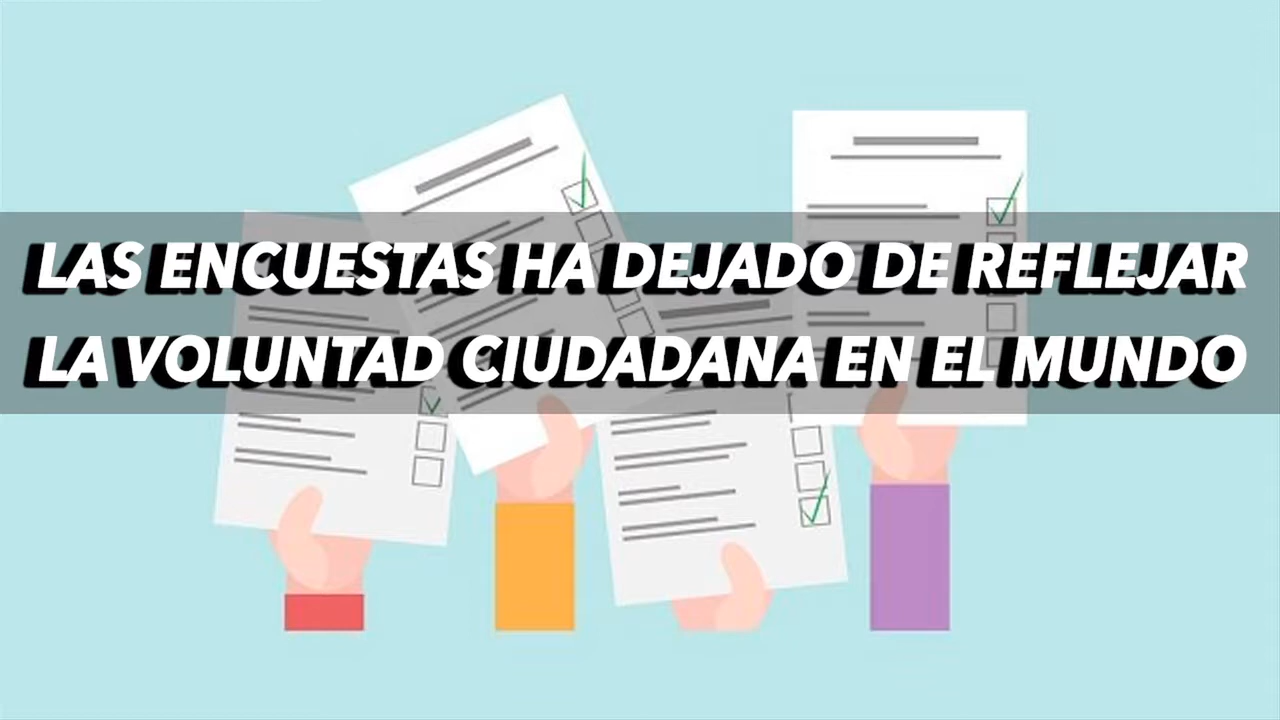 LAS ENCUESTAS HA DEJADO DE REFLEJAR
LA VOLUNTAD CIUDADANA EN EL MUNDO